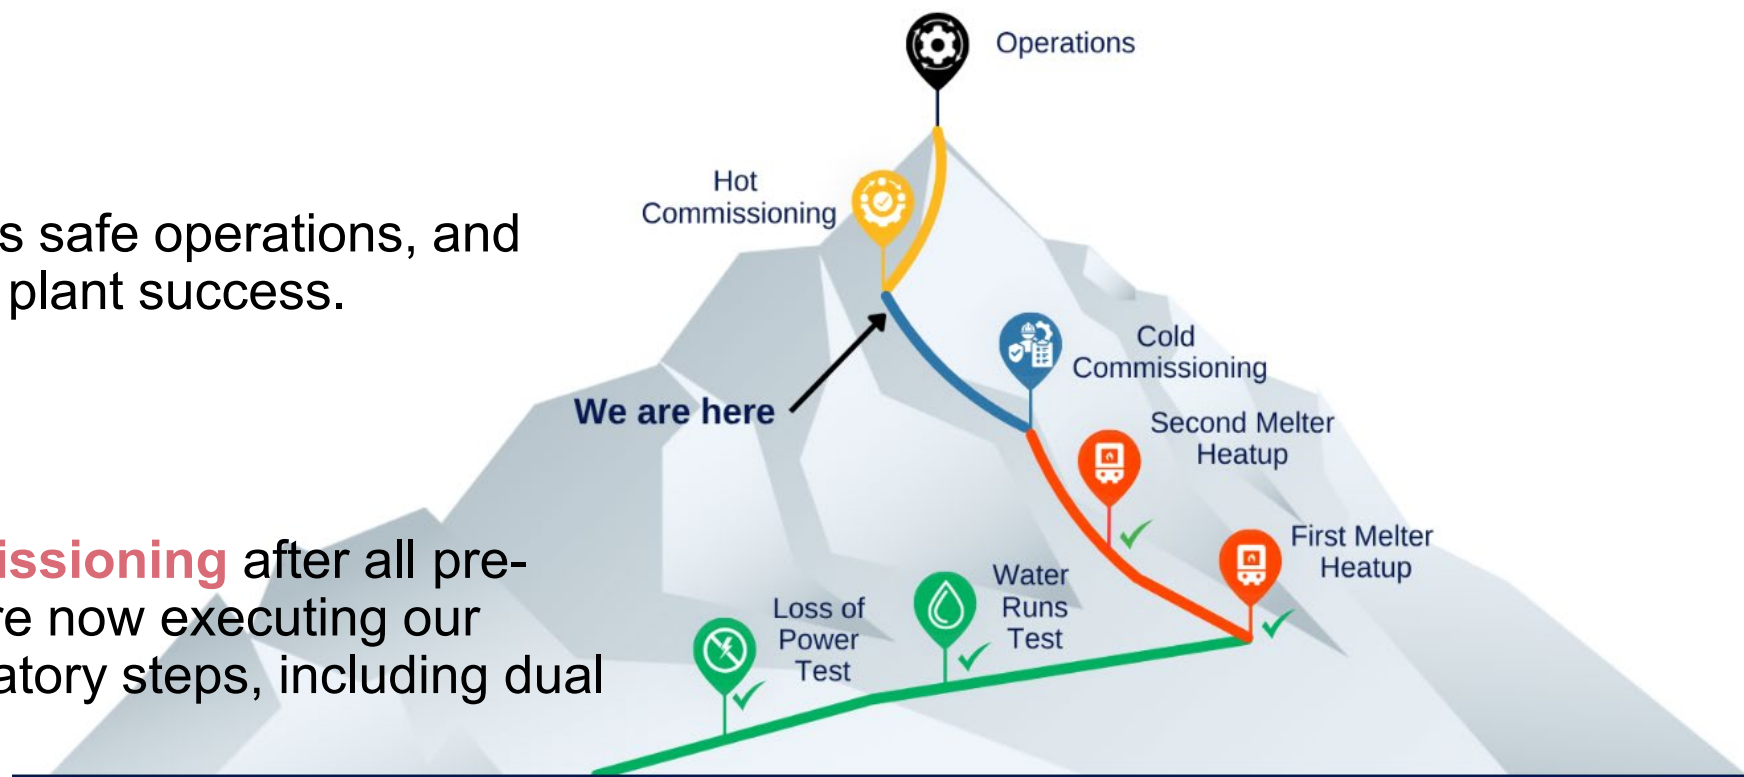 Operations
Hot
Commissioning
s safe operations, and
plant success.
Cold
Commissioning
We are here
Second Melter
Heatup
First Melter
Heatup
issioning after all pre-
re now executing our
atory steps, including dual
Water
Runs
Test
Loss of
Power
Test